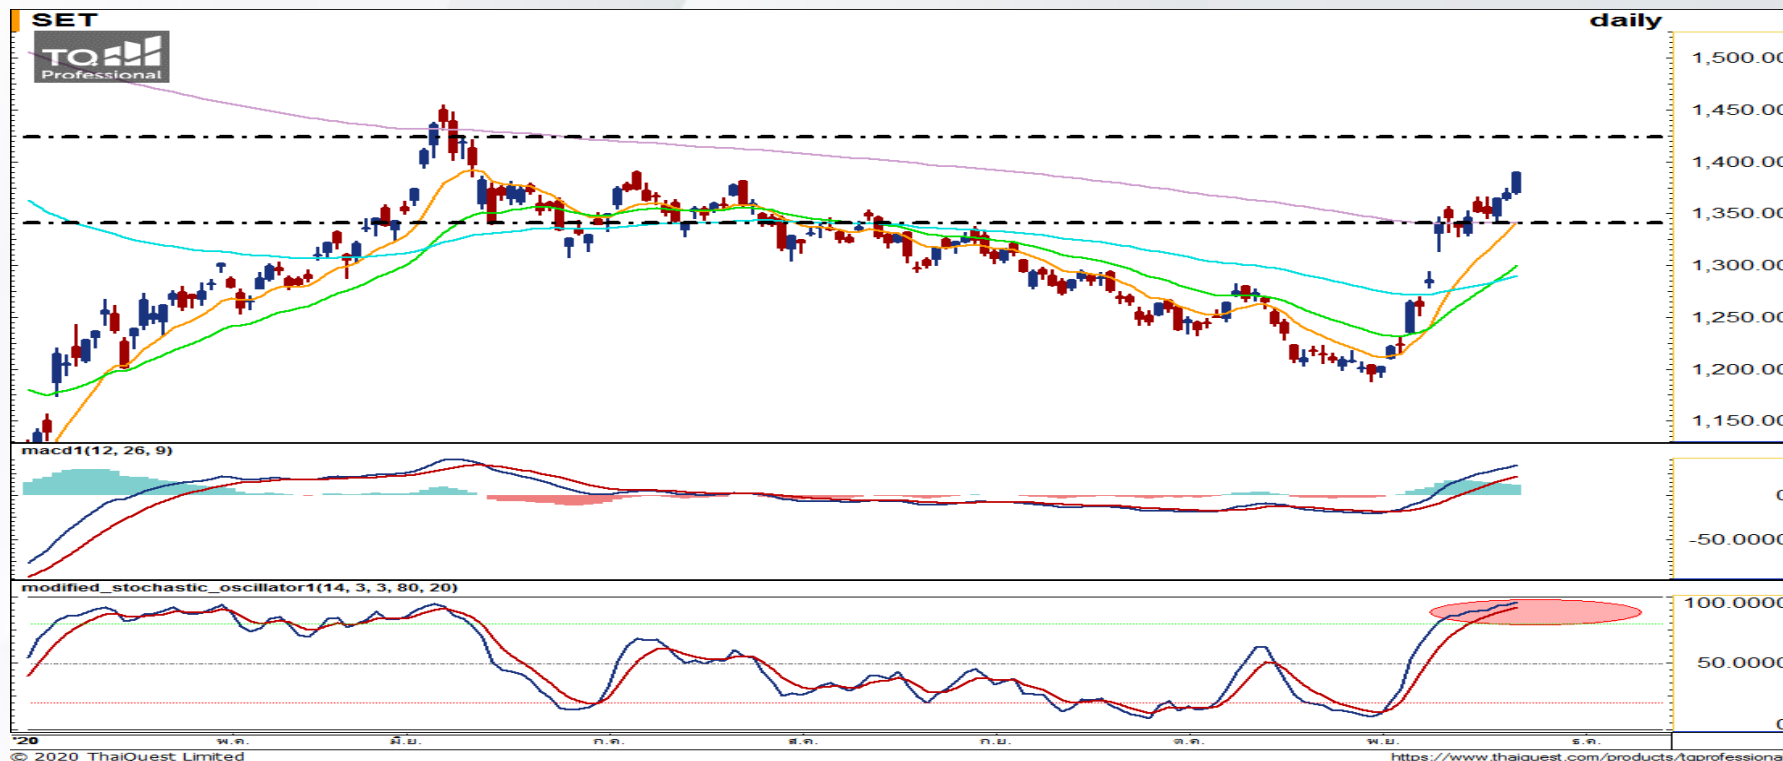 SET
daily
TQ
Professional
1,500.00
1,450.00
1,400.00
1,350.00
1,300.00
1,250.00
1,200.00
1,150.00
macd1(12, 26, 9)
0
-50.0000
modified_stochastic_oscillator1(14, 3, 3, 80, 20)
100.0000
50.0000
0
'20 พ.ค. มิ.ย. ก.ค. ส.ค. ก.ย. ต.ค. พ.ย. ธ.ค.
© 2020 ThaiQuest Limited
https://www.thaiquest.com/products/tqprofessiona